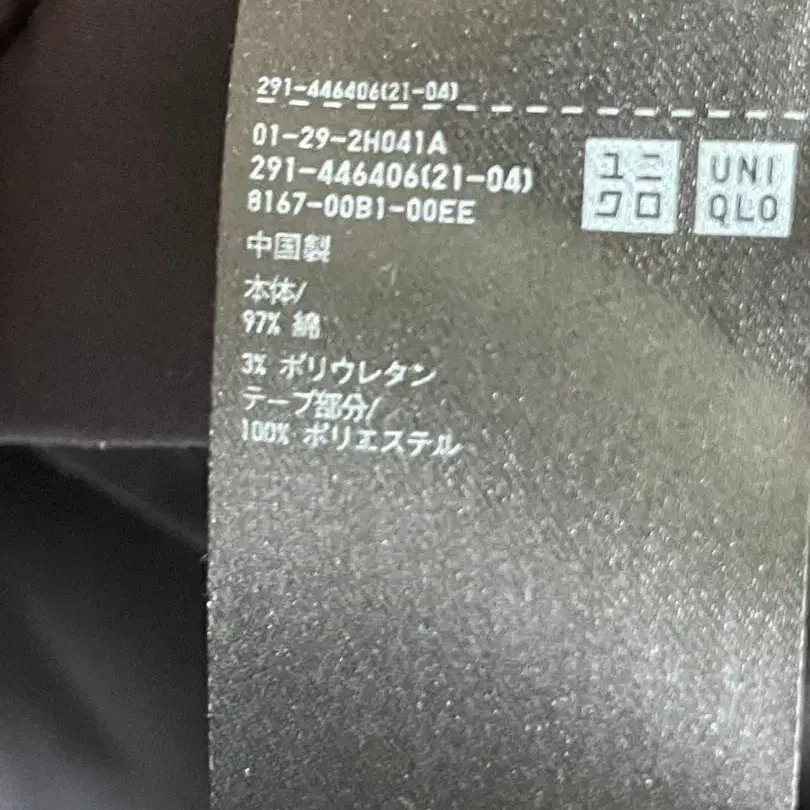 291-446406(21-04)
01-29-2H041A
291-446406(21-04)
8167-00B1-00EE
ユニクロ
UNIQLO
中国製
本体/
97% 綿
3% ポリウレタン
テープ部分/
100% ポリエステル